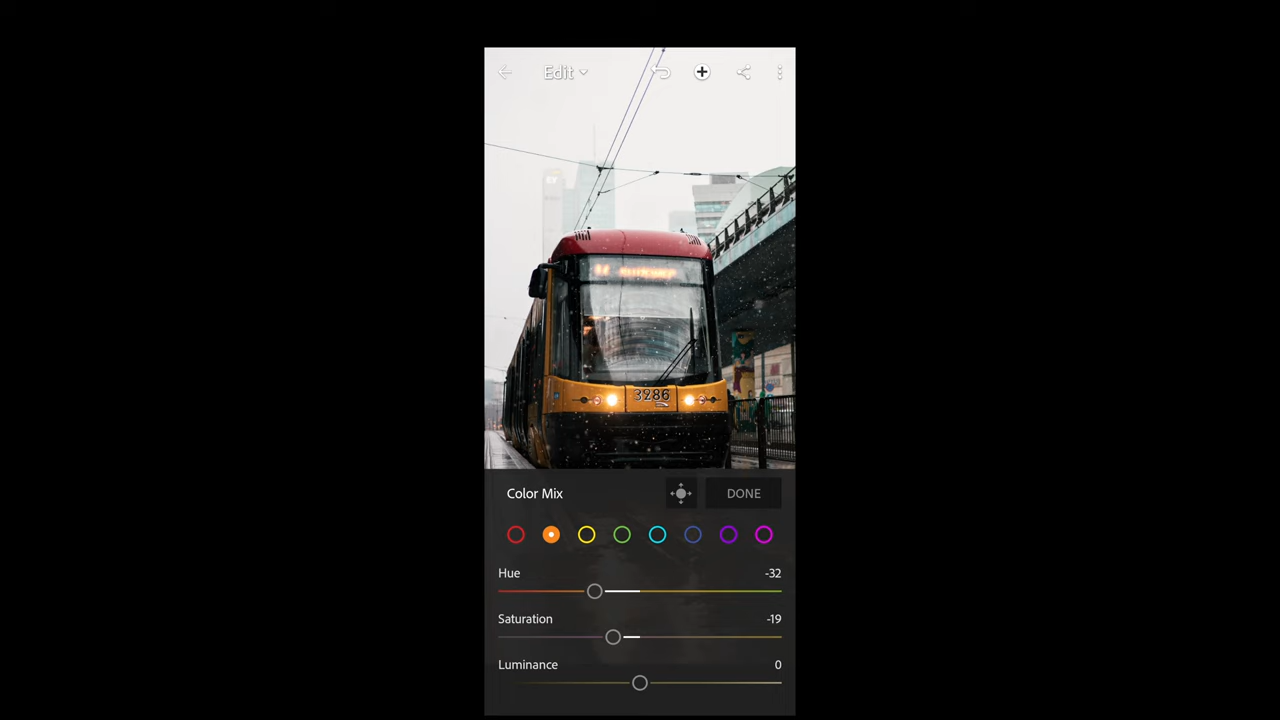 Edit
3286
Color Mix
DONE
Hue
-32
Saturation
-19
Luminance
0